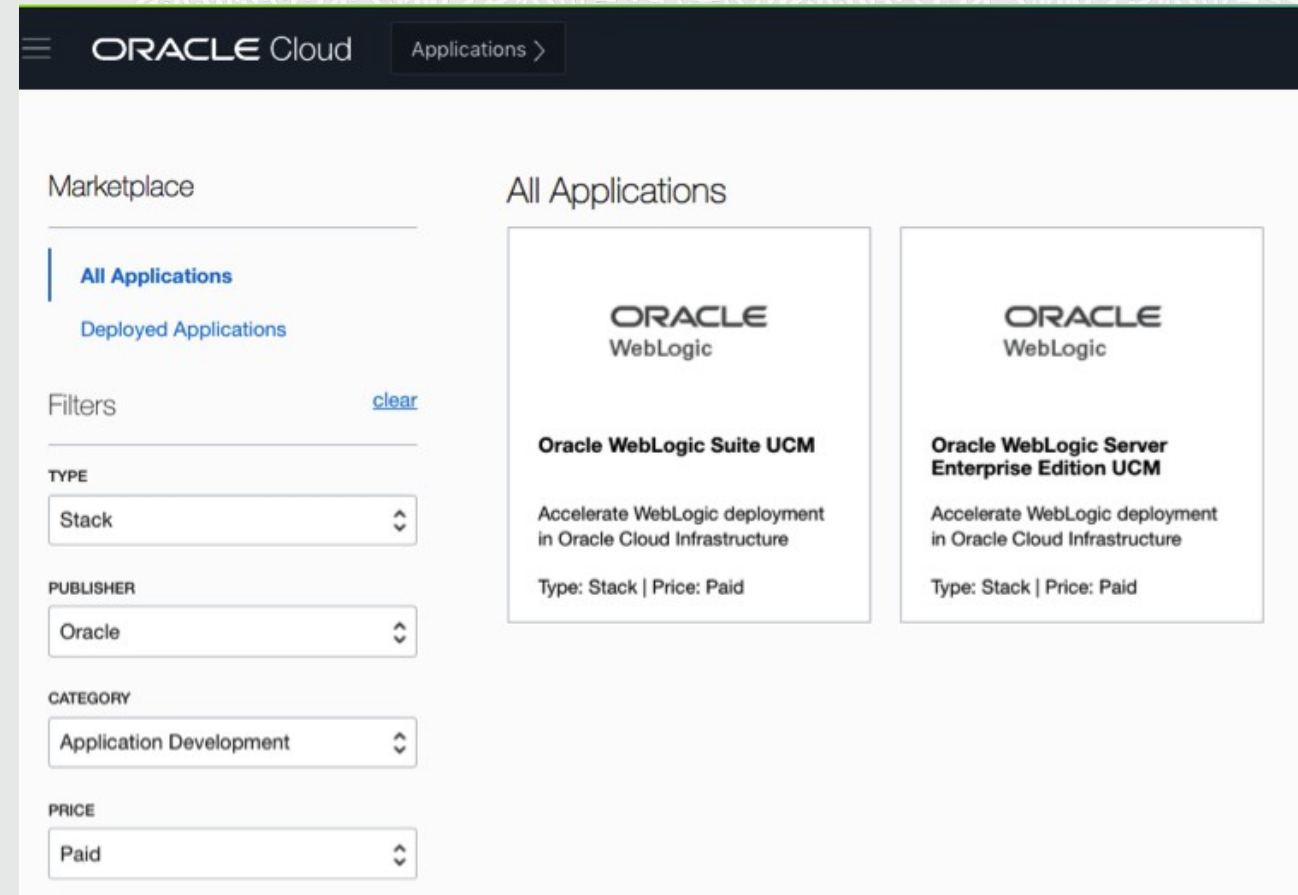 ORACLE Cloud
Applications >
Marketplace
All Applications
Deployed Applications
Filters
clear
TYPE
Stack
PUBLISHER
Oracle
CATEGORY
Application Development
PRICE
Paid
All Applications
ORACLE
WebLogic
Oracle WebLogic Suite UCM
Accelerate WebLogic deployment
in Oracle Cloud Infrastructure
Type: Stack | Price: Paid
ORACLE
WebLogic
Oracle WebLogic Server
Enterprise Edition UCM
Accelerate WebLogic deployment
in Oracle Cloud Infrastructure
Type: Stack | Price: Paid